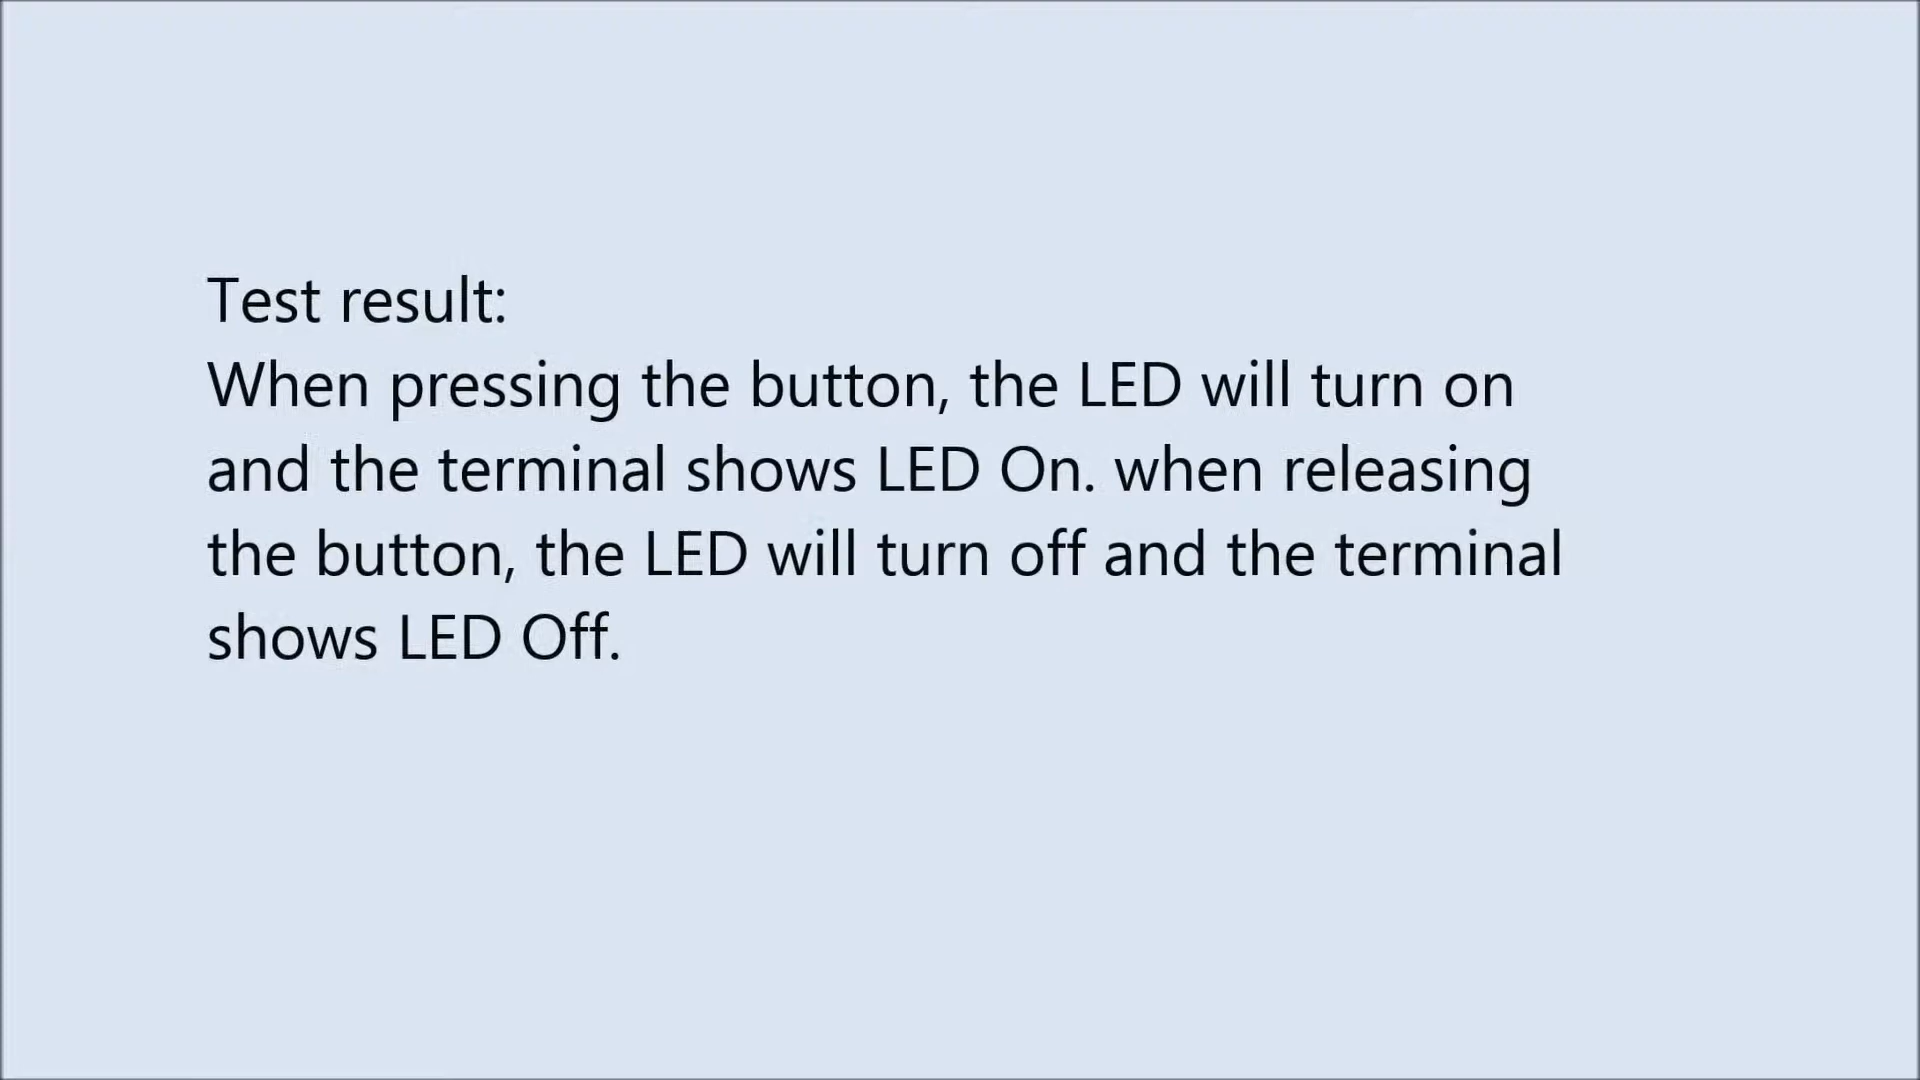 Test result:
When pressing the button, the LED will turn on
and the terminal shows LED On. when releasing
the button, the LED will turn off and the terminal
shows LED Off.